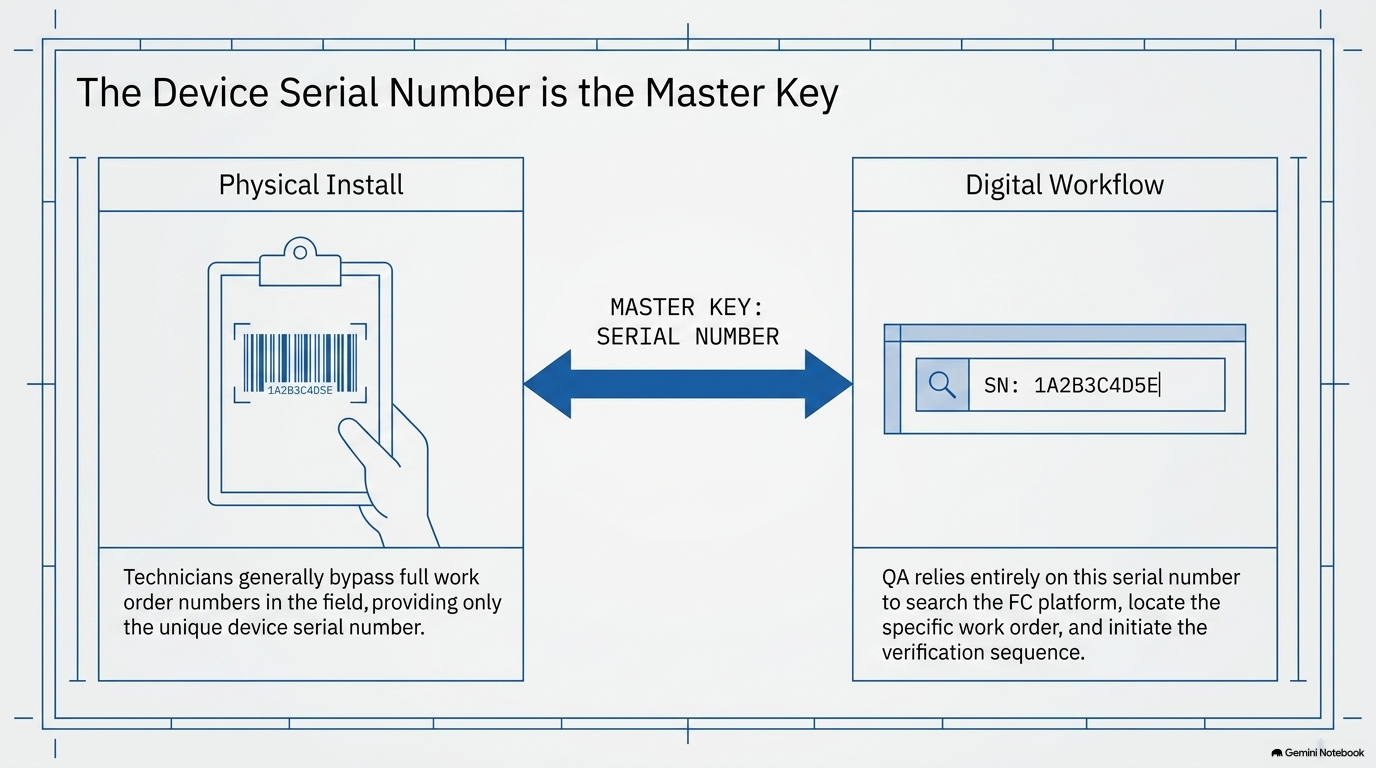 The Device Serial Number is the Master Key
Physical Install
1A2B3C4DSE
Technicians generally bypass full work
order numbers in the field, providing only
the unique device serial number.
MASTER KEY:
SERIAL NUMBER
Digital Workflow
SN: 1A2B3C4D5E
QA relies entirely on this serial number
to search the FC platform, locate the
specific work order, and initiate the
verification sequence.
Gemini Notebook